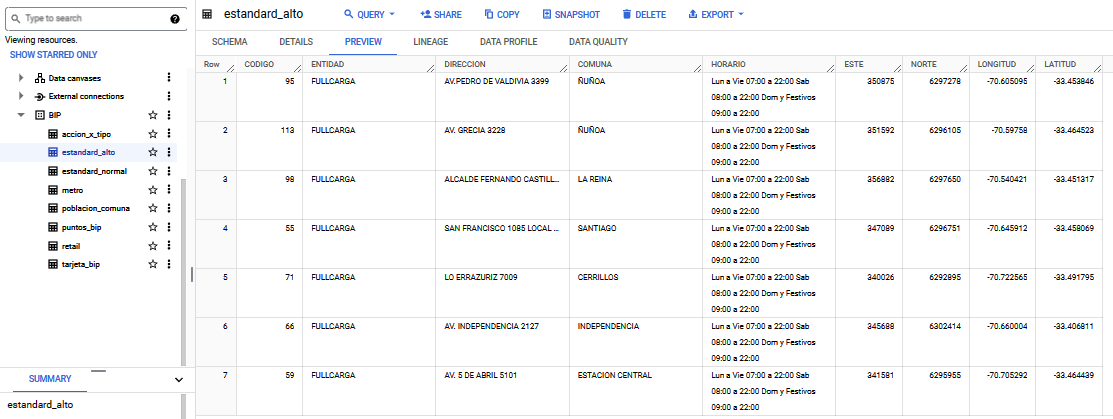 Type to search
Viewing resources.
SHOW STARRED ONLY
Data canvases
External connections
BIP
accion_x_tipo
estandard_alto
estandard_normal
metro
poblacion_comuna
puntos_bip
retail
tarjeta_bip
SUMMARY
estandard_alto
estandard_alto QUERY SHARE COPY SNAPSHOT DELETE EXPORT
SCHEMA DETAILS PREVIEW LINEAGE DATA PROFILE DATA QUALITY
Row CODIGO ENTIDAD DIRECCION COMUNA HORARIO ESTE NORTE LONGITUD LATITUD
1 95 FULLCARGA AV.PEDRO DE VALDIVIA 3399 ÑUÑOA Lun a Vie 07:00 a 22:00 Sab 350875 6297278 -70.605095 -33.453846
08:00 a 22:00 Dom y Festivos
09:00 a 22:00
2 113 FULLCARGA AV. GRECIA 3228 ÑUÑOA Lun a Vie 07:00 a 22:00 Sab 351592 6296105 -70.59758 -33.464523
08:00 a 22:00 Dom y Festivos
09:00 a 22:00
3 98 FULLCARGA ALCALDE FERNANDO CASTILL... LA REINA Lun a Vie 07:00 a 22:00 Sab 356882 6297650 -70.540421 -33.451317
08:00 a 22:00 Dom y Festivos
09:00 a 22:00
4 55 FULLCARGA SAN FRANCISCO 1085 LOCAL ... SANTIAGO Lun a Vie 07:00 a 22:00 Sab 347089 6296751 -70.645912 -33.458069
08:00 a 22:00 Dom y Festivos
09:00 a 22:00
5 71 FULLCARGA LO ERRAZURIZ 7009 CERRILLOS Lun a Vie 07:00 a 22:00 Sab 340026 6292895 -70.722565 -33.491795
08:00 a 22:00 Dom y Festivos
09:00 a 22:00
6 66 FULLCARGA AV. INDEPENDENCIA 2127 INDEPENDENCIA Lun a Vie 07:00 a 22:00 Sab 345688 6302414 -70.660004 -33.406811
08:00 a 22:00 Dom y Festivos
09:00 a 22:00
7 59 FULLCARGA AV. 5 DE ABRIL 5101 ESTACION CENTRAL Lun a Vie 07:00 a 22:00 Sab 341581 6295955 -70.705292 -33.464439
08:00 a 22:00 Dom y Festivos
09:00 a 22:00